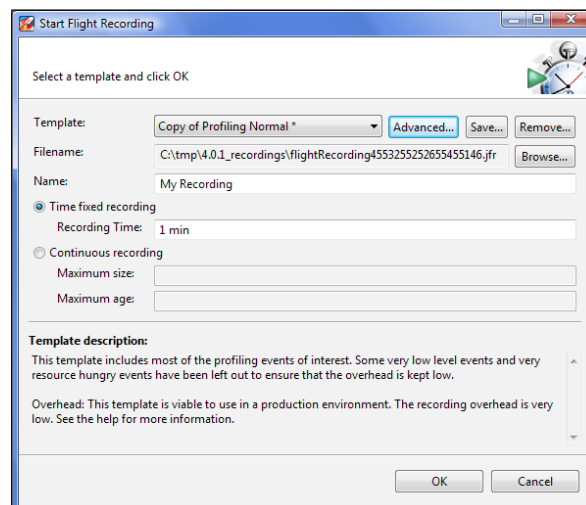 Start Flight Recording
Select a template and click OK
Template: Copy of Profiling Normal * Advanced... Save... Remove...
Filename: C:\tmp\4.0.1_recordings\flightRecording4553255252655455146.jfr Browse...
Name: My Recording
Time fixed recording
Recording Time: 1 min
Continuous recording
Maximum size:
Maximum age:
Template description:
This template includes most of the profiling events of interest. Some very low level events and very
resource hungry events have been left out to ensure that the overhead is kept low.
Overhead: This template is viable to use in a production environment. The recording overhead is very
low. See the help for more information.
OK Cancel